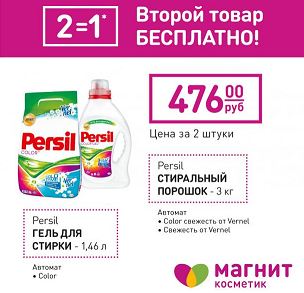 2=1*
Второй товар
БЕСПЛАТНО!
476 00
руб
Цена за 2 штуки
Persil
COLOR
Persil
Persil
СТИРАЛЬНЫЙ
ПОРОШОК - 3 кг
Автомат
• Color свежесть от Vernel
• Свежесть от Vernel
Persil
ГЕЛЬ ДЛЯ
СТИРКИ - 1,46 л
Автомат
• Color
МАГНИТ
косметик